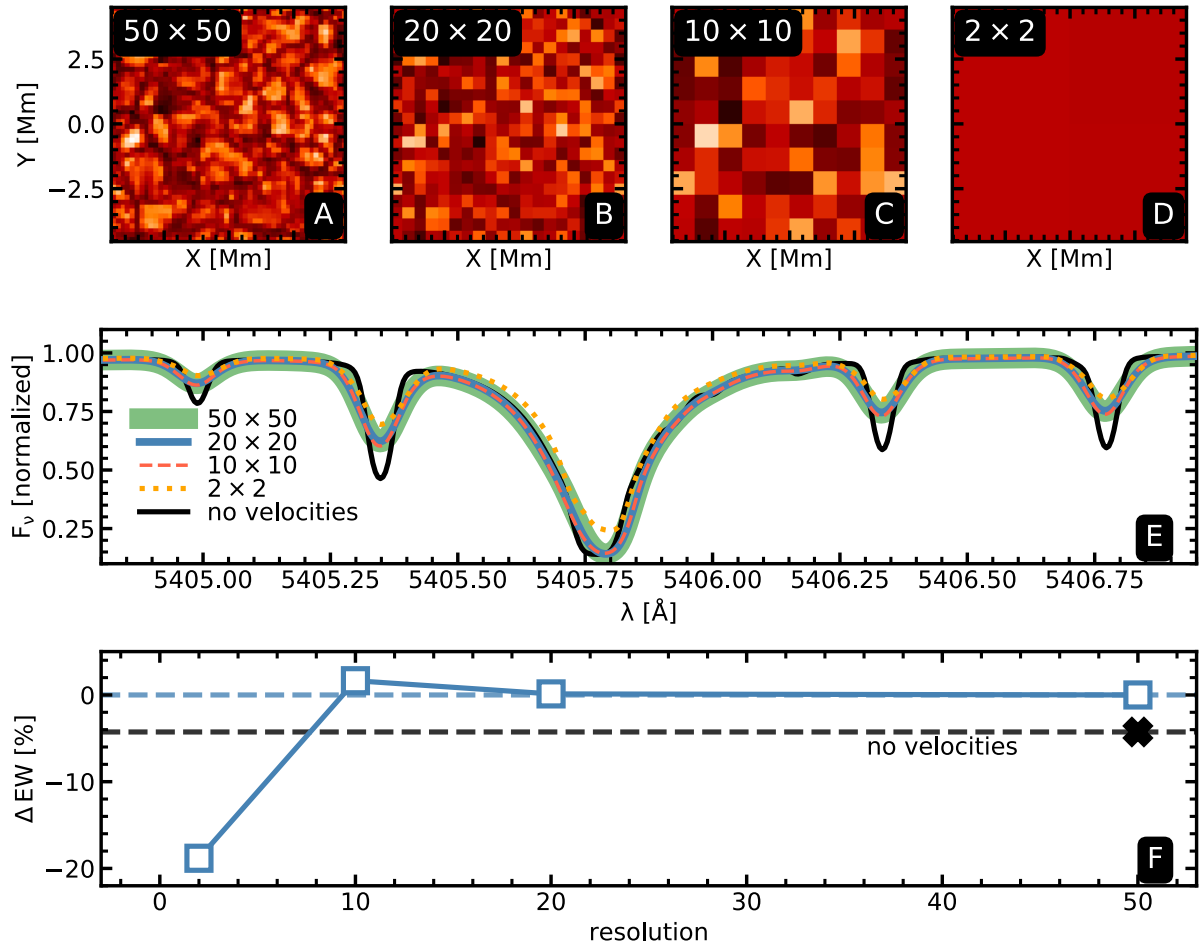 50 × 50
20 × 20
10 × 10
2 × 2
Y [Mm]
2.5
0.0
−2.5
A
B
C
D
X [Mm]
X [Mm]
X [Mm]
X [Mm]
Fν [normalized]
1.00
0.75
0.50
0.25
50 × 50
20 × 20
10 × 10
2 × 2
no velocities
E
5405.00 5405.25 5405.50 5405.75 5406.00 5406.25 5406.50 5406.75
λ [Å]
Δ EW [%]
0
−10
−20
no velocities
F
0 10 20 30 40 50
resolution